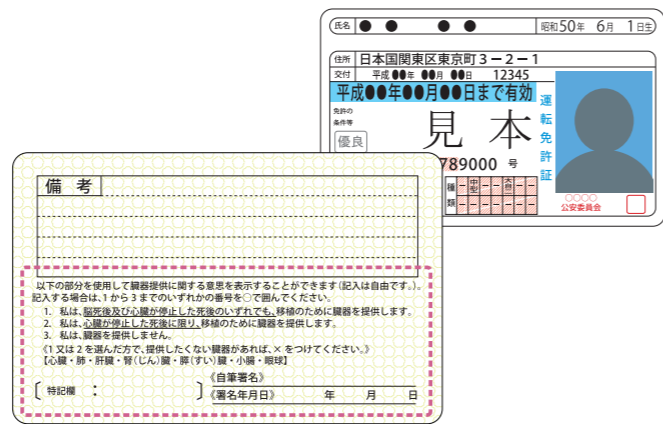 氏名 ● ● ● ● 昭和50年 6月 1日生
住所 日本国関東区東京町3－2－1
交付 平成●●年 ●●月 ●●日 12345
平成●●年●●月●●日まで有効
免許の
条件等
優良
見 本
789000 号
種類 － 中型 － － 大自二 － －
－ － － － － － －
運転免許証
○○○○
公安委員会
備 考
以下の部分を使用して臓器提供に関する意思を表示することができます(記入は自由です。)。
記入する場合は、1から3までのいずれかの番号を○で囲んでください。
1. 私は、脳死後及び心臓が停止した死後のいずれでも、移植のために臓器を提供します。
2. 私は、心臓が停止した死後に限り、移植のために臓器を提供します。
3. 私は、臓器を提供しません。
《1又は2を選んだ方で、提供したくない臓器があれば、×をつけてください。》
【心臓・肺・肝臓・腎(じん)臓・膵(すい)臓・小腸・眼球】
〔 特記欄 ： 〕
《自筆署名》
《署名年月日》 年 月 日